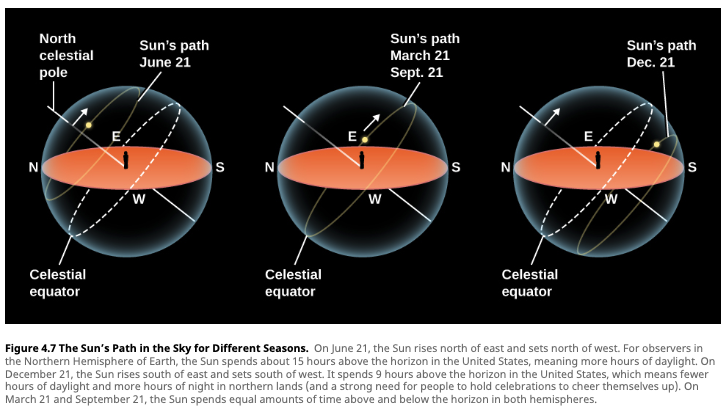 North
celestial
pole
Sun's path
June 21
E
N
S
W
Celestial
equator
Sun's path
March 21
Sept. 21
E
N
S
W
Celestial
equator
Sun's path
Dec. 21
E
N
S
W
Celestial
equator
Figure 4.7 The Sun's Path in the Sky for Different Seasons. On June 21, the Sun rises north of east and sets north of west. For observers in
the Northern Hemisphere of Earth, the Sun spends about 15 hours above the horizon in the United States, meaning more hours of daylight. On
December 21, the Sun rises south of east and sets south of west. It spends 9 hours above the horizon in the United States, which means fewer
hours of daylight and more hours of night in northern lands (and a strong need for people to hold celebrations to cheer themselves up). On
March 21 and September 21, the Sun spends equal amounts of time above and below the horizon in both hemispheres.